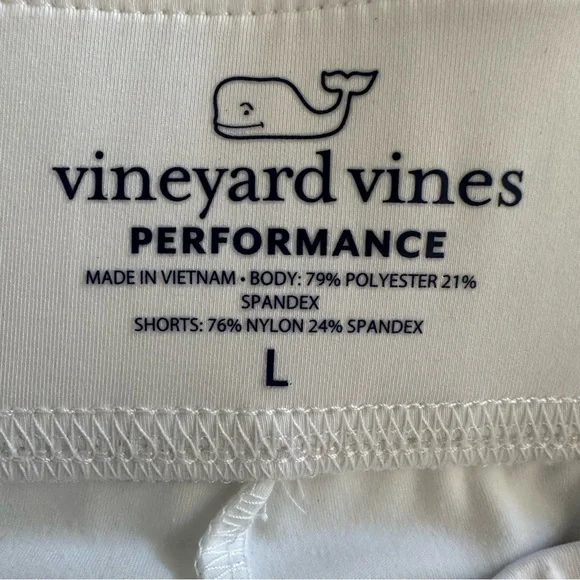 vineyard vines
PERFORMANCE
MADE IN VIETNAM • BODY: 79% POLYESTER 21%
SPANDEX
SHORTS: 76% NYLON 24% SPANDEX
L